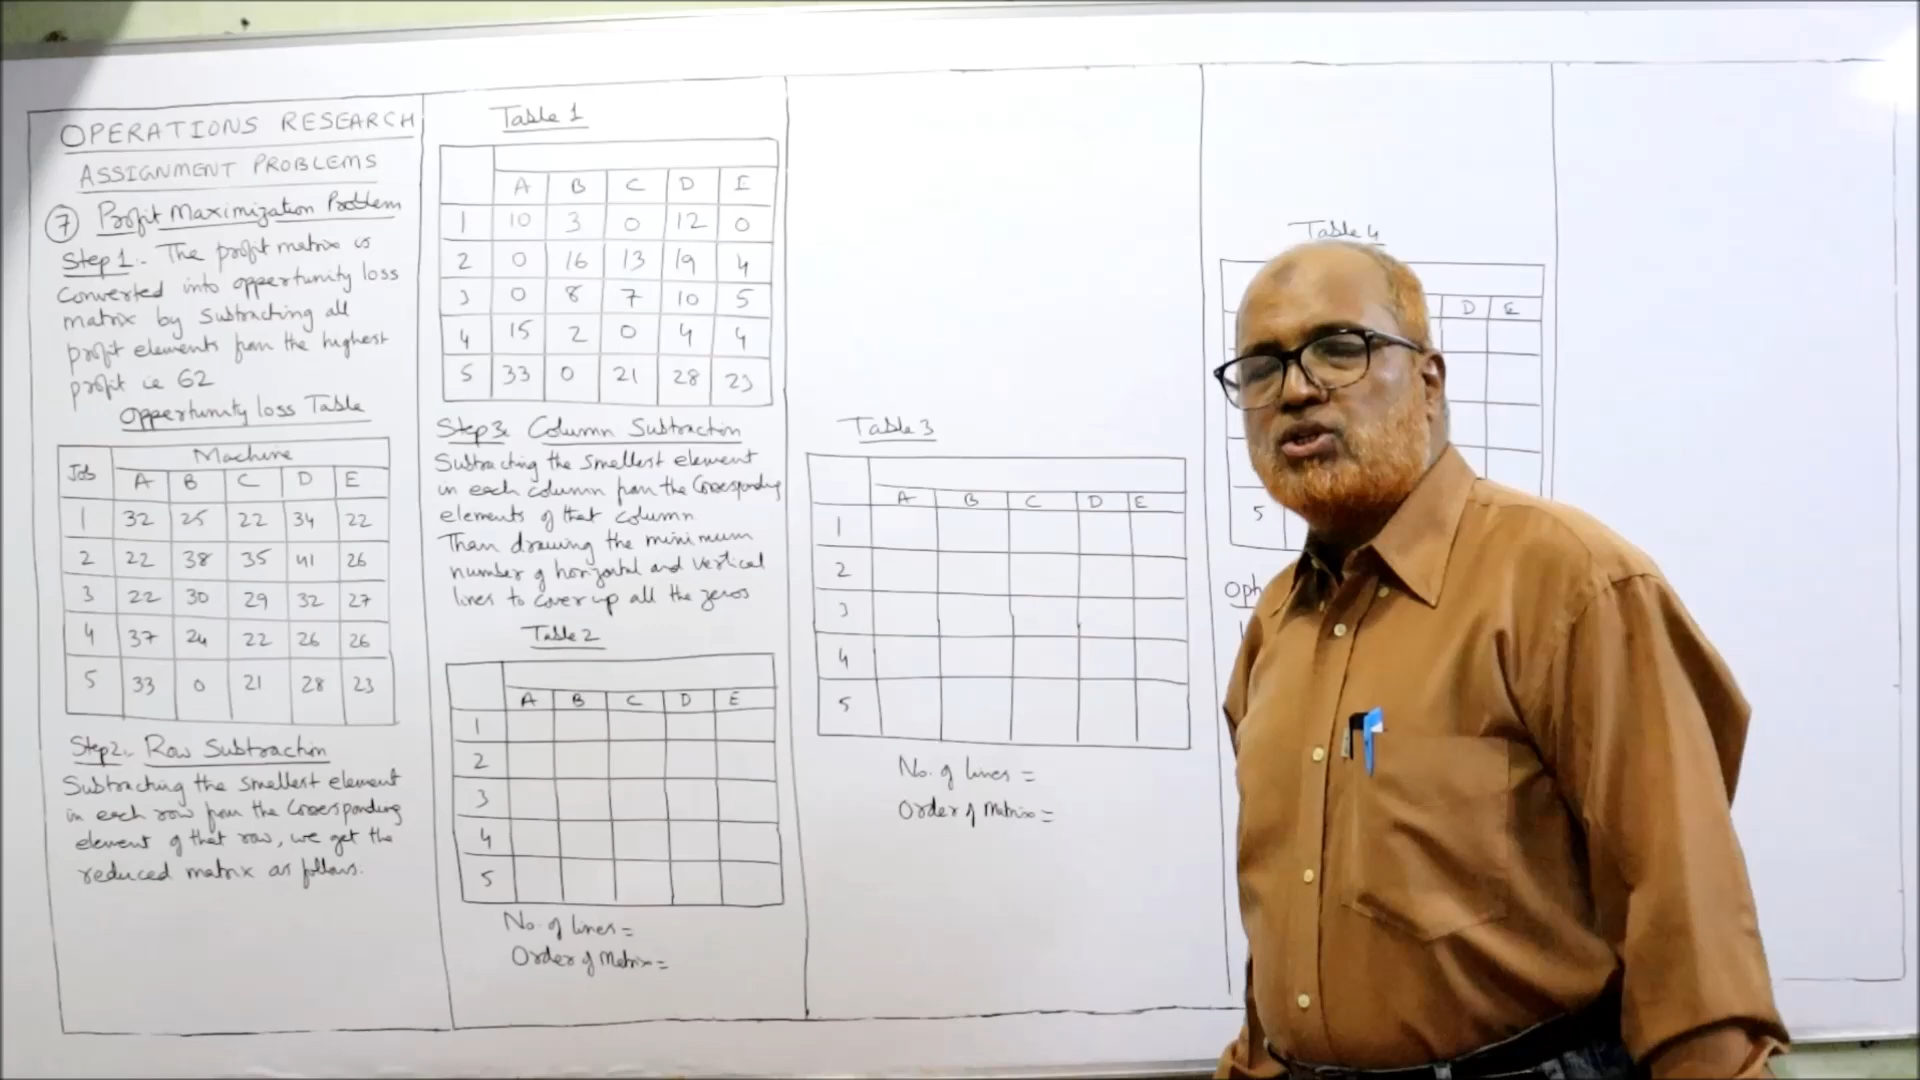 OPERATIONS RESEARCH
ASSIGNMENT PROBLEMS
7 Profit Maximization Problem
Step 1:- The profit matrix is
converted into oppertunity loss
matrix by subtracting all
profit elements from the highest
profit ie 62
Oppertunity loss Table
Job Machine
A B C D E
1 32 25 22 34 22
2 22 38 35 41 26
3 22 30 29 32 27
4 37 24 22 26 26
5 33 0 21 28 23
Step 2:- Row Subtraction
Subtracting the smallest element
in each row from the corresponding
element of that row, we get the
reduced matrix as follows:
Table 1
A B C D E
1 10 3 0 12 0
2 0 16 13 19 4
3 0 8 7 10 5
4 15 2 0 4 4
5 33 0 21 28 23
Step 3: Column Subtraction
Subtracting the smallest element
in each column from the corresponding
elements of that column
Than drawing the minimum
number of horizontal and vertical
lines to cover up all the zeros
Table 2
A B C D E
1
2
3
4
5
No. of lines =
Order of Matrix =
Table 3
A B C D E
1
2
3
4
5
No. of lines =
Order of Matrix =
Table 4
D E
5